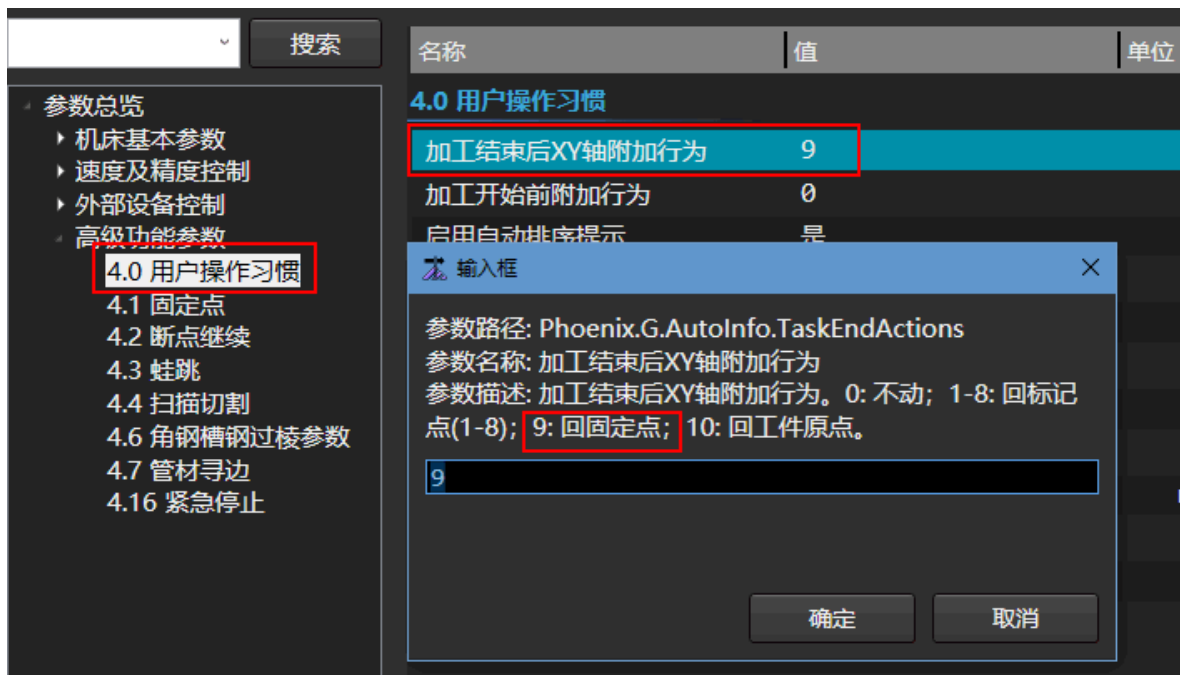 搜索
名称 值 单位
参数总览
机床基本参数
速度及精度控制
外部设备控制
高级功能参数
4.0 用户操作习惯
4.1 固定点
4.2 断点继续
4.3 蛙跳
4.4 扫描切割
4.6 角钢槽钢过棱参数
4.7 管材寻边
4.16 紧急停止
4.0 用户操作习惯
加工结束后XY轴附加行为 9
加工开始前附加行为 0
启用自动排序提示 是
输入框
参数路径: Phoenix.G.AutoInfo.TaskEndActions
参数名称: 加工结束后XY轴附加行为
参数描述: 加工结束后XY轴附加行为。0: 不动；1-8: 回标记
点(1-8)；9: 回固定点；10: 回工件原点。
9
确定 取消